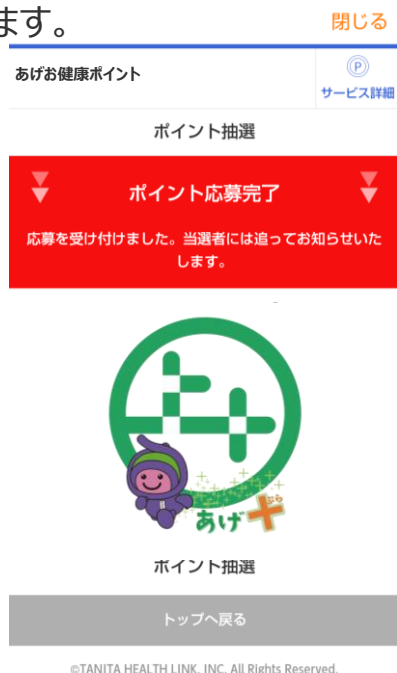 ます。
閉じる
あげお健康ポイント
P
サービス詳細
ポイント抽選
ポイント応募完了
応募を受け付けました。当選者には追ってお知らせいた
します。
あげ
ぷら
ポイント抽選
トップへ戻る
©TANITA HEALTH LINK, INC. All Rights Reserved.